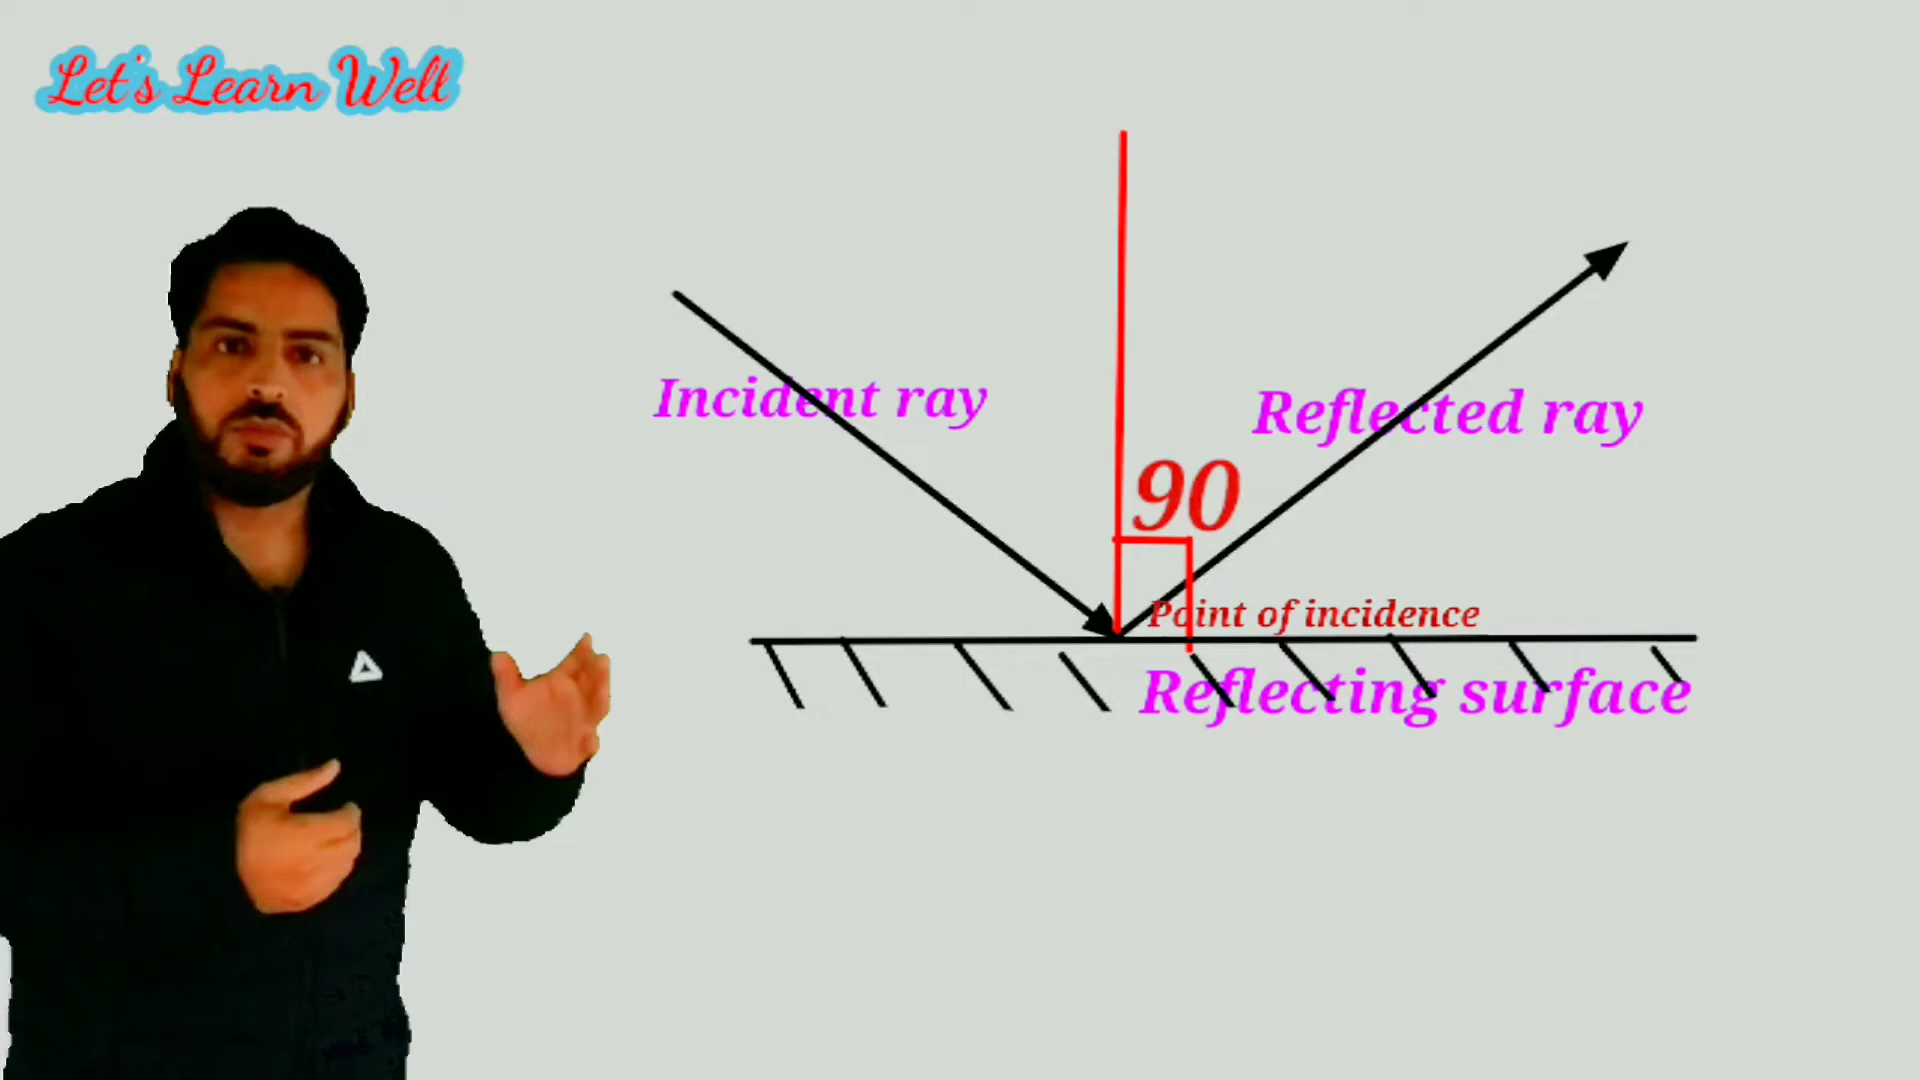 Let's Learn Well
Incident ray
Reflected ray
90
Point of incidence
Reflecting surface